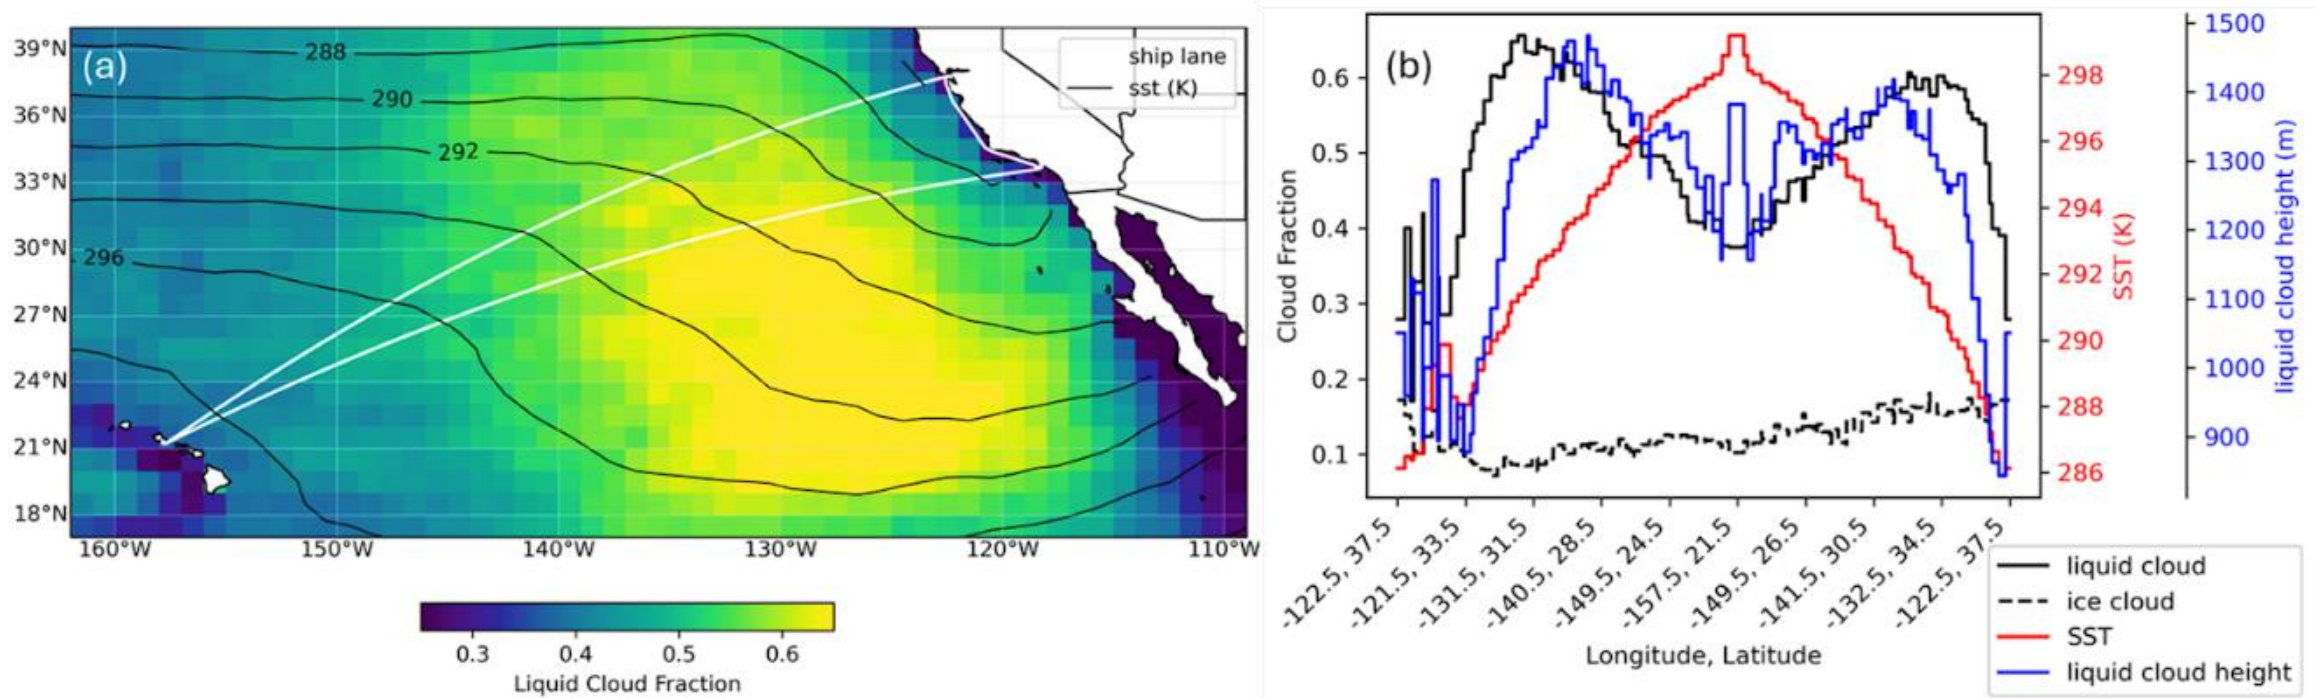 (a)
39°N
36°N
33°N
30°N
27°N
24°N
21°N
18°N
160°W
150°W
140°W
130°W
120°W
110°W
288
290
292
296
ship lane
sst (K)
0.3
0.4
0.5
0.6
Liquid Cloud Fraction
(b)
Cloud Fraction
0.6
0.5
0.4
0.3
0.2
0.1
298
296
294
292
290
288
286
SST (K)
1500
1400
1300
1200
1100
1000
900
liquid cloud height (m)
-122.5, 37.5
-121.5, 33.5
-131.5, 31.5
-140.5, 28.5
-149.5, 24.5
-157.5, 21.5
-149.5, 26.5
-141.5, 30.5
-132.5, 34.5
-122.5, 37.5
Longitude, Latitude
liquid cloud
ice cloud
SST
liquid cloud height